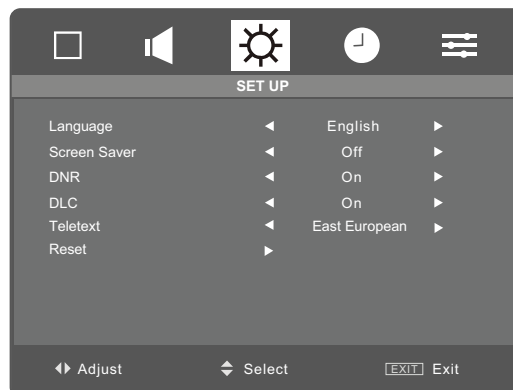 SET UP
Language English
Screen Saver Off
DNR On
DLC On
Teletext East European
Reset
Adjust Select EXIT Exit